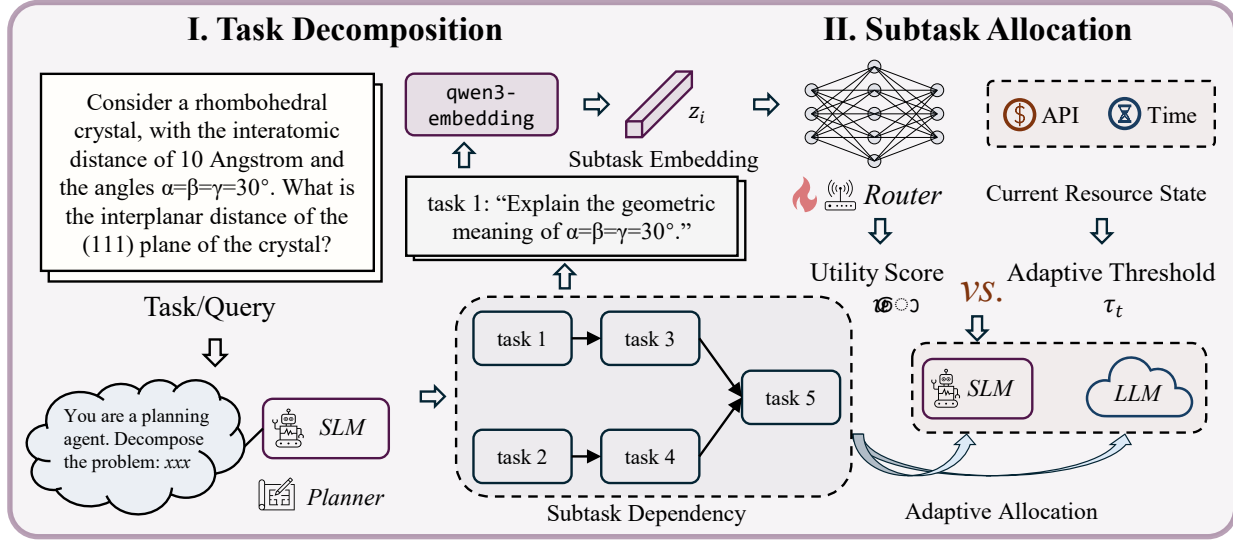 I. Task Decomposition
Consider a rhombohedral
crystal, with the interatomic
distance of 10 Angstrom and
the angles α=β=γ=30°. What is
the interplanar distance of the
(111) plane of the crystal?
Task/Query
You are a planning
agent. Decompose
the problem: xxx
SLM
Planner
qwen3-
embedding
z_i
Subtask Embedding
task 1: “Explain the geometric
meaning of α=β=γ=30°.”
task 1
task 3
task 5
task 2
task 4
Subtask Dependency
II. Subtask Allocation
Router
$ API
Time
Current Resource State
Utility Score
vs.
Adaptive Threshold
τ_t
SLM
LLM
Adaptive Allocation